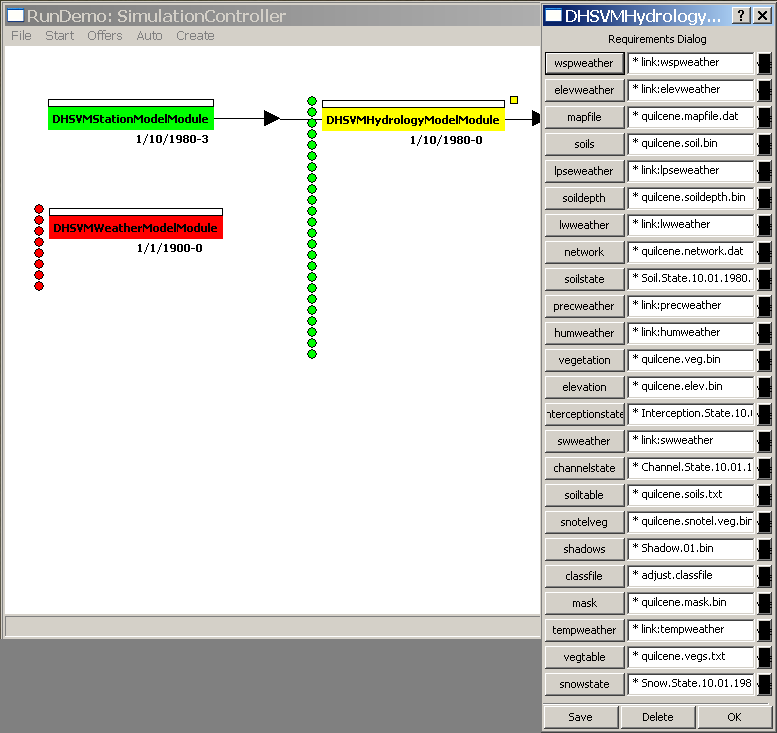 RunDemo: SimulationController
File Start Offers Auto Create
DHSVMStationModelModule
1/10/1980-3
DHSVMHydrologyModelModule
1/10/1980-0
DHSVMWeatherModelModule
1/1/1900-0
DHSVMHydrology... ?
Requirements Dialog
wspweather * link:wspweather
elevweather * link:elevweather
mapfile * quilcene.mapfile.dat
soils * quilcene.soil.bin
lpseweather * link:lpseweather
soildepth * quilcene.soildepth.bin
lwweather * link:lwweather
network * quilcene.network.dat
soilstate * Soil.State.10.01.1980.
precweather * link:precweather
humweather * link:humweather
vegetation * quilcene.veg.bin
elevation * quilcene.elev.bin
nterceptionstate * Interception.State.10.0
swweather * link:swweather
channelstate * Channel.State.10.01.1
soiltable * quilcene.soils.txt
snotelveg * quilcene.snotel.veg.bin
shadows * Shadow.01.bin
classfile * adjust.classfile
mask * quilcene.mask.bin
tempweather * link:tempweather
vegtable * quilcene.vegs.txt
snowstate * Snow.State.10.01.198
Save Delete OK